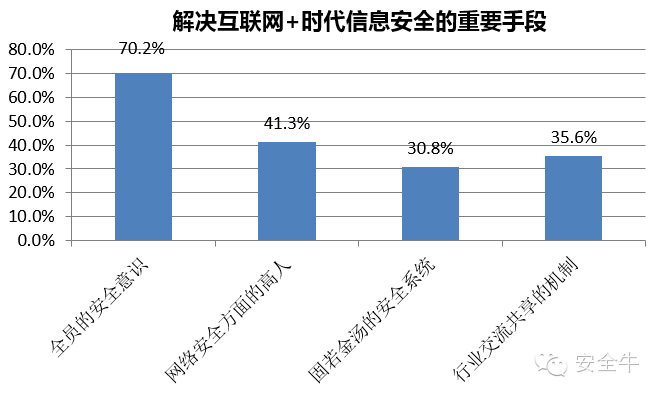 解决互联网+时代信息安全的重要手段
80.0%
70.0%
60.0%
50.0%
40.0%
30.0%
20.0%
10.0%
0.0%
70.2%
41.3%
30.8%
35.6%
全员的安全意识
网络安全方面的高人
固若金汤的安全系统
行业交流共享的机制
安全牛